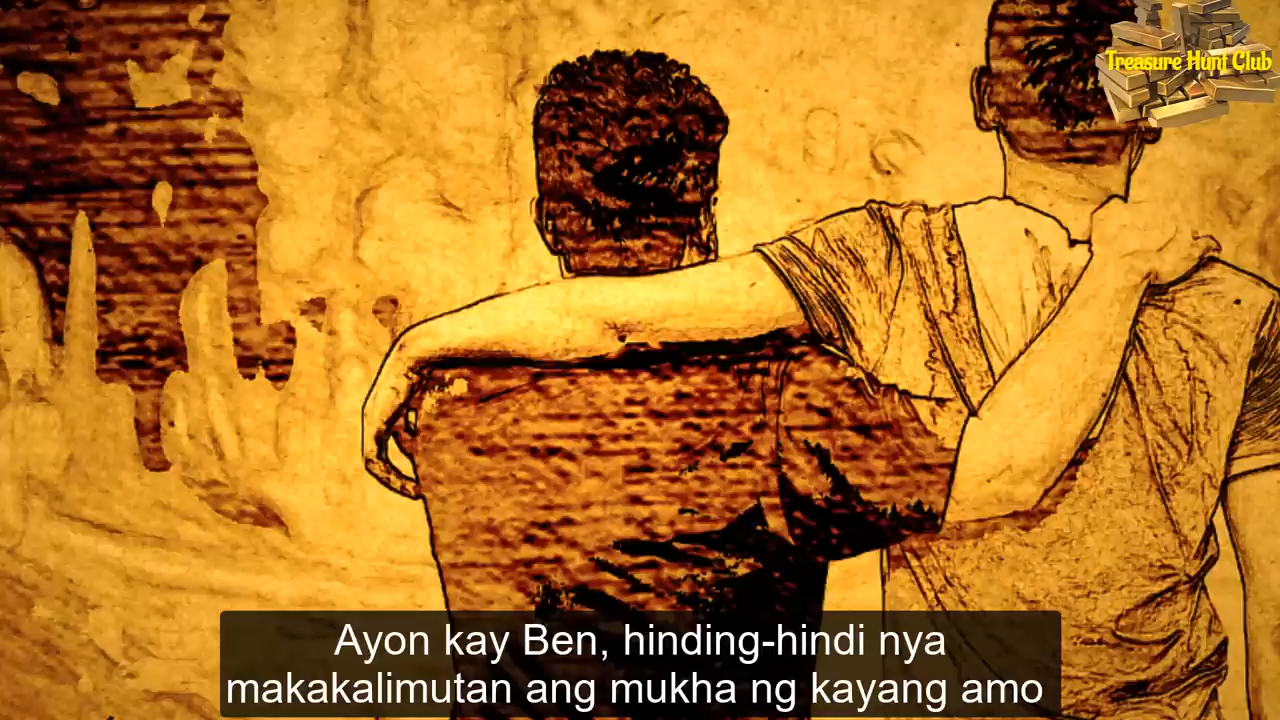 Treasure Hunt Club
Ayon kay Ben, hinding-hindi nya
makakalimutan ang mukha ng kayang amo